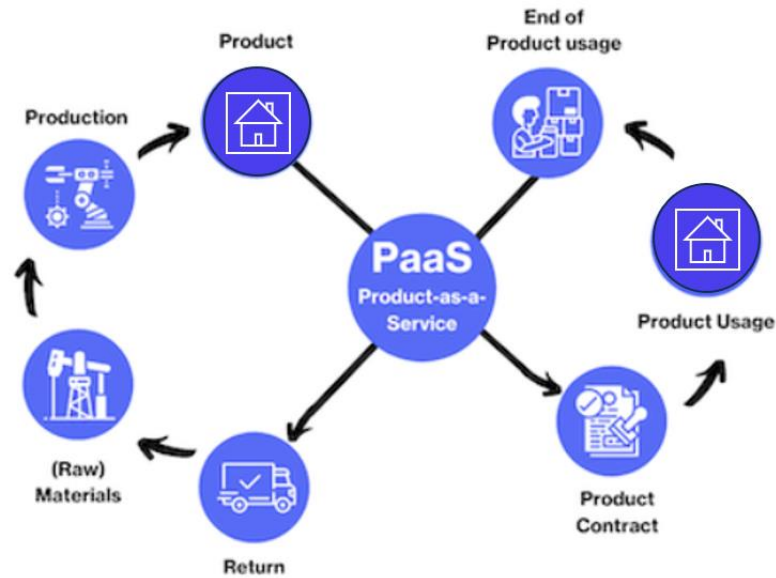 End of
Product usage
Product
Production
PaaS
Product-as-a-
Service
Product Usage
(Raw)
Materials
Product
Contract
Return